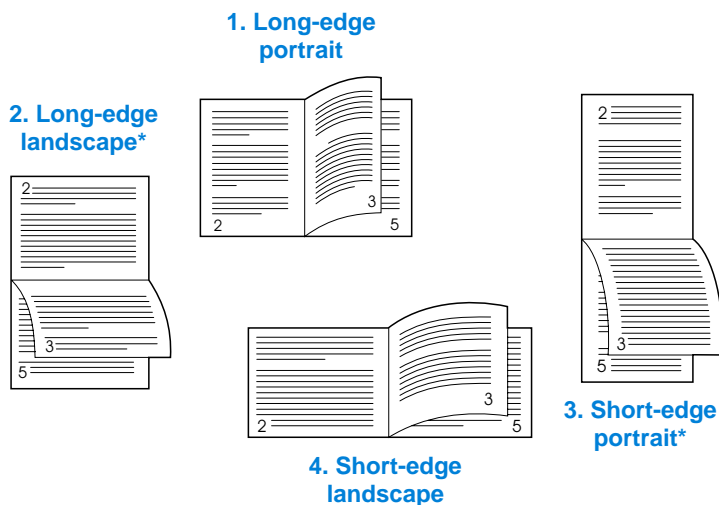 1. Long-edge
portrait
2. Long-edge
landscape*
2
3
5
2
3
5
2
3
5
2
3
5
3. Short-edge
portrait*
4. Short-edge
landscape